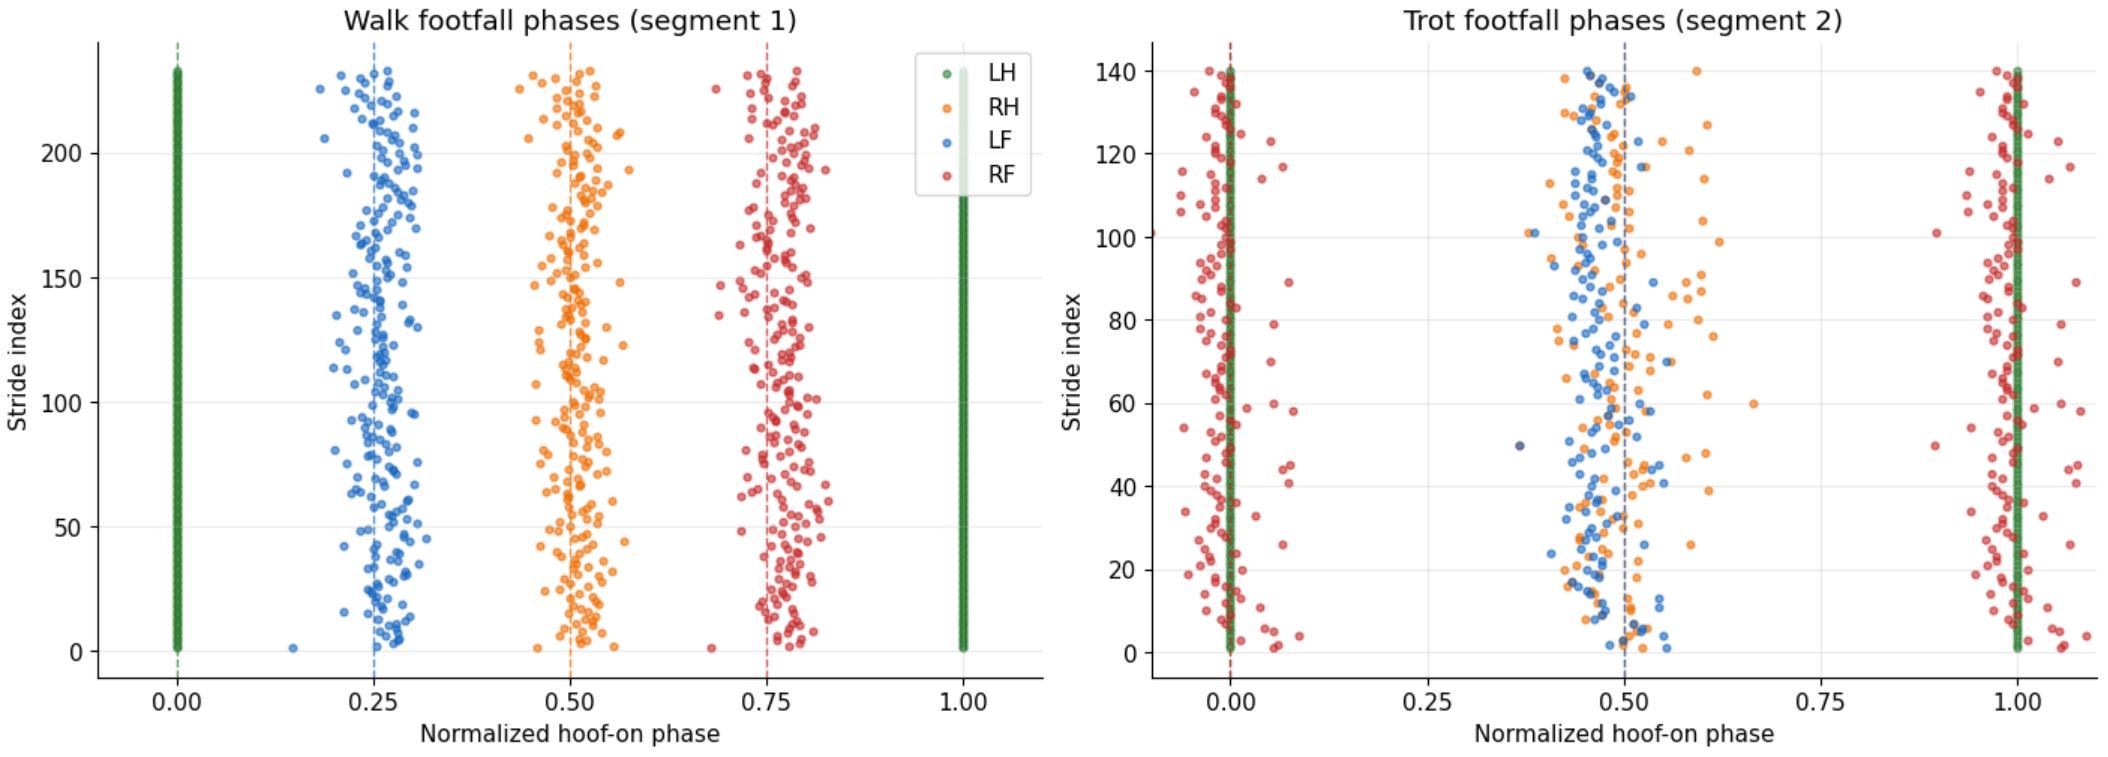 Walk footfall phases (segment 1)
LH
RH
LF
RF
200
150
100
50
0
Stride index
0.00 0.25 0.50 0.75 1.00
Normalized hoof-on phase
Trot footfall phases (segment 2)
140
120
100
80
60
40
20
0
Stride index
0.00 0.25 0.50 0.75 1.00
Normalized hoof-on phase